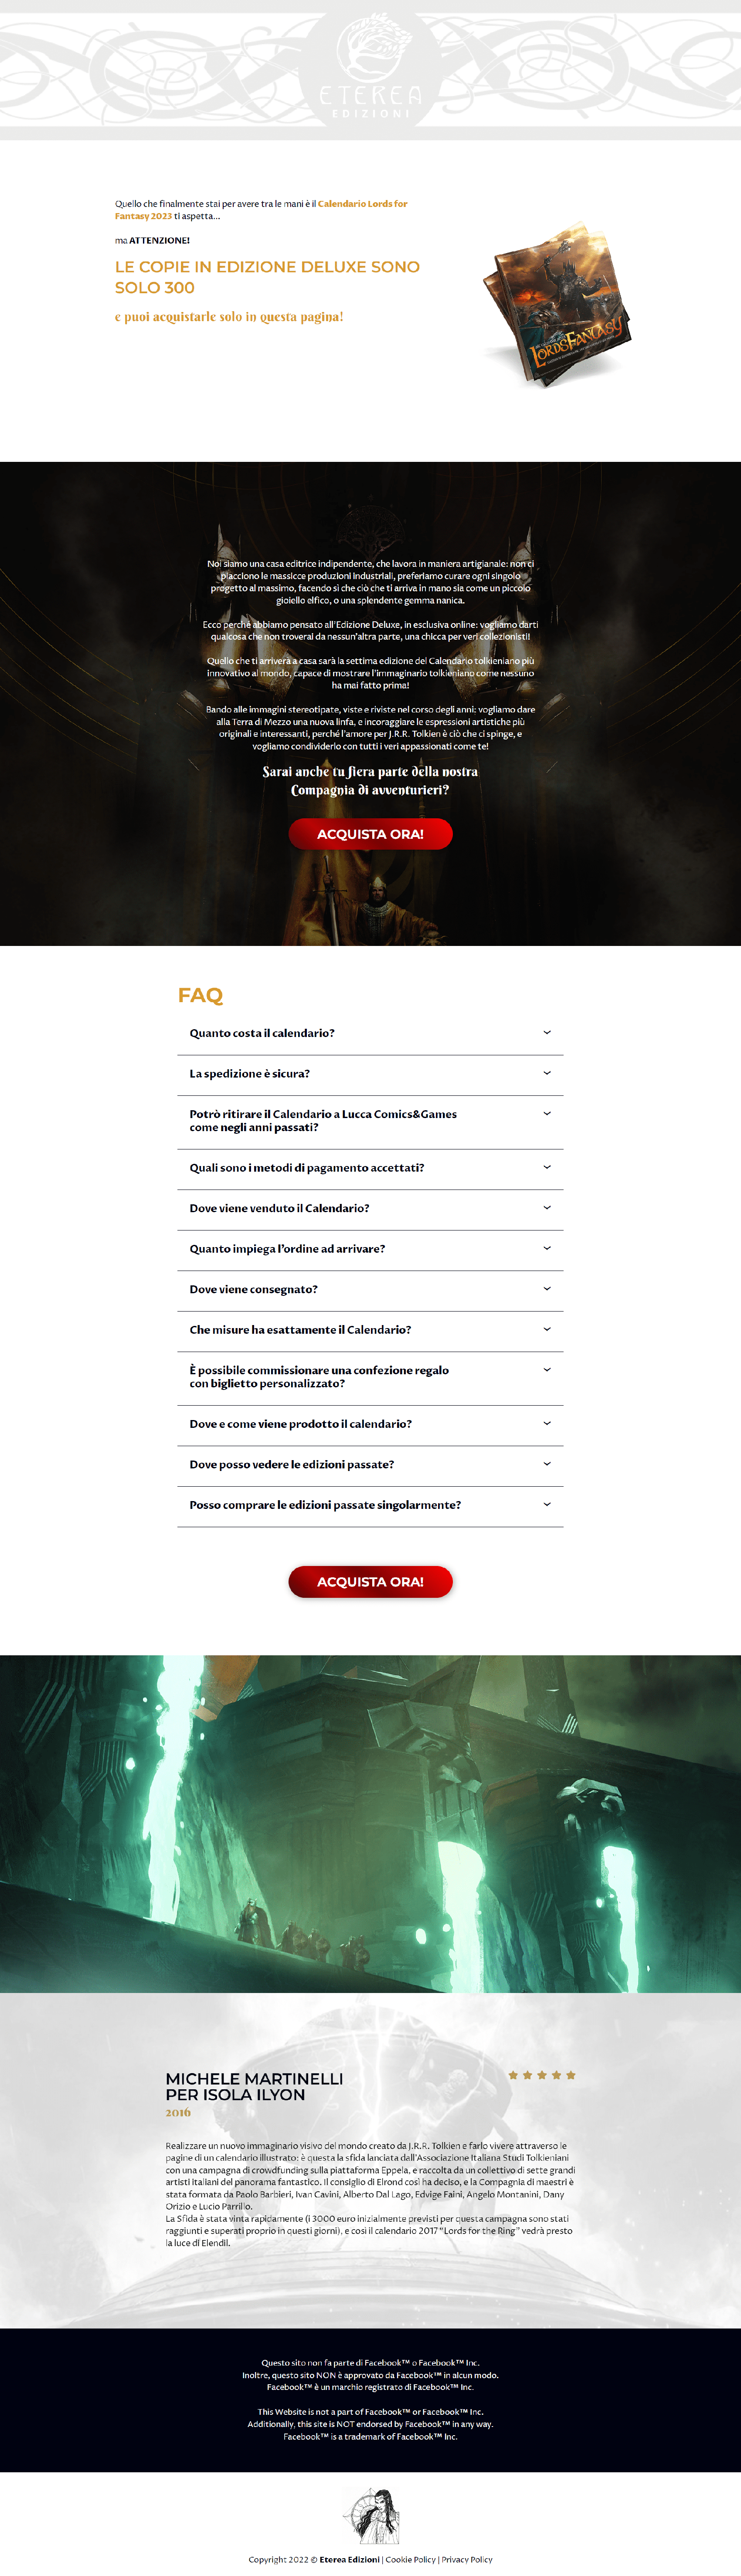 ETEREA
EDIZIONI
Quello che finalmente stai per avere tra le mani è il Calendario Lords for
Fantasy 2023 ti aspetta...
ma ATTENZIONE!
LE COPIE IN EDIZIONE DELUXE SONO
SOLO 300
e puoi acquistarle solo in questa pagina!
LORDS FANTASY
Noi siamo una casa editrice indipendente, che lavora in maniera artigianale: non ci
piacciono le massicce produzioni industriali, preferiamo curare ogni singolo
progetto al massimo, facendo sì che ciò che ti arriva in mano sia come un piccolo
gioiello elfico, o una splendente gemma nanica.
Ecco perché abbiamo pensato all'Edizione Deluxe, in esclusiva online: vogliamo darti
qualcosa che non troverai da nessun'altra parte, una chicca per veri collezionisti!
Quello che ti arriverà a casa sarà la settima edizione del Calendario tolkieniano più
innovativo al mondo, capace di mostrare l'immaginario tolkieniano come nessuno
ha mai fatto prima!
Bando alle immagini stereotipate, viste e riviste nel corso degli anni: vogliamo dare
alla Terra di Mezzo una nuova linfa, e incoraggiare le espressioni artistiche più
originali e interessanti, perché l'amore per J.R.R. Tolkien è ciò che ci spinge, e
vogliamo condividerlo con tutti i veri appassionati come te!
Sarai anche tu fiera parte della nostra
Compagnia di avventurieri?
ACQUISTA ORA!
FAQ
Quanto costa il calendario?
La spedizione è sicura?
Potrò ritirare il Calendario a Lucca Comics&Games
come negli anni passati?
Quali sono i metodi di pagamento accettati?
Dove viene venduto il Calendario?
Quanto impiega l'ordine ad arrivare?
Dove viene consegnato?
Che misure ha esattamente il Calendario?
È possibile commissionare una confezione regalo
con biglietto personalizzato?
Dove e come viene prodotto il calendario?
Dove posso vedere le edizioni passate?
Posso comprare le edizioni passate singolarmente?
ACQUISTA ORA!
MICHELE MARTINELLI
PER ISOLA ILYON
2016
Realizzare un nuovo immaginario visivo del mondo creato da J.R.R. Tolkien e farlo vivere attraverso le
pagine di un calendario illustrato: è questa la sfida lanciata dall'Associazione Italiana Studi Tolkieniani
con una campagna di crowdfunding sulla piattaforma Eppela, e raccolta da un collettivo di sette grandi
artisti italiani del panorama fantastico. Il consiglio di Elrond così ha deciso, e la Compagnia di maestri è
stata formata da Paolo Barbieri, Ivan Cavini, Alberto Dal Lago, Edvige Faini, Angelo Montanini, Dany
Orizio e Lucio Parrillo.
La Sfida è stata vinta rapidamente (i 3000 euro inizialmente previsti per questa campagna sono stati
raggiunti e superati proprio in questi giorni), e così il calendario 2017 "Lords for the Ring" vedrà presto
la luce di Elendil.
Questo sito non fa parte di Facebook™ o Facebook™ Inc.
Inoltre, questo sito NON è approvato da Facebook™ in alcun modo.
Facebook™ è un marchio registrato di Facebook™ Inc.
This Website is not a part of Facebook™ or Facebook™ Inc.
Additionally, this site is NOT endorsed by Facebook™ in any way.
Facebook™ is a trademark of Facebook™ Inc.
Copyright 2022 © Eterea Edizioni | Cookie Policy | Privacy Policy